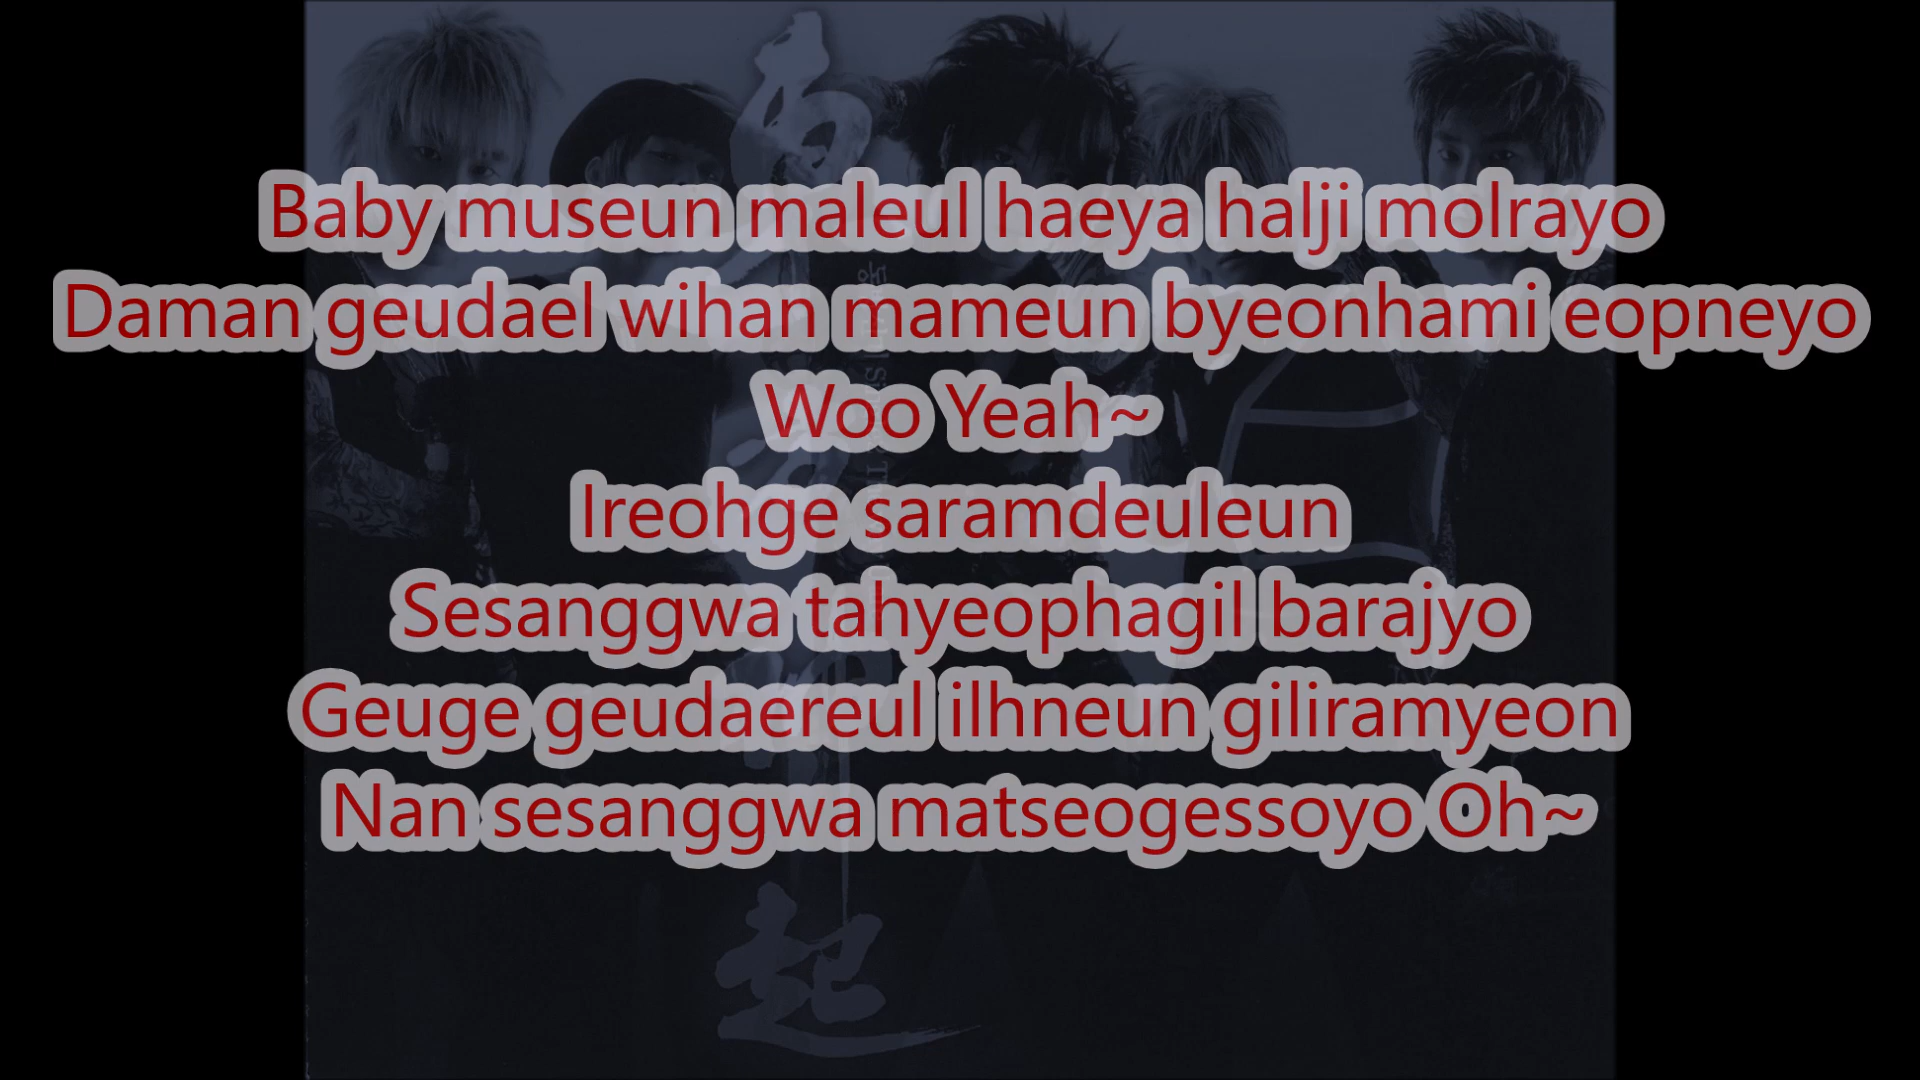 Baby museun maleul haeya halji molrayo
Daman geudael wihan mameun byeonhami eopneyo
Woo Yeah~
Ireohge saramdeuleun
Sesanggwa tahyeophagil barajyo
Geuge geudaereul ilhneun giliramyeon
Nan sesanggwa matseogessoyo Oh~
起